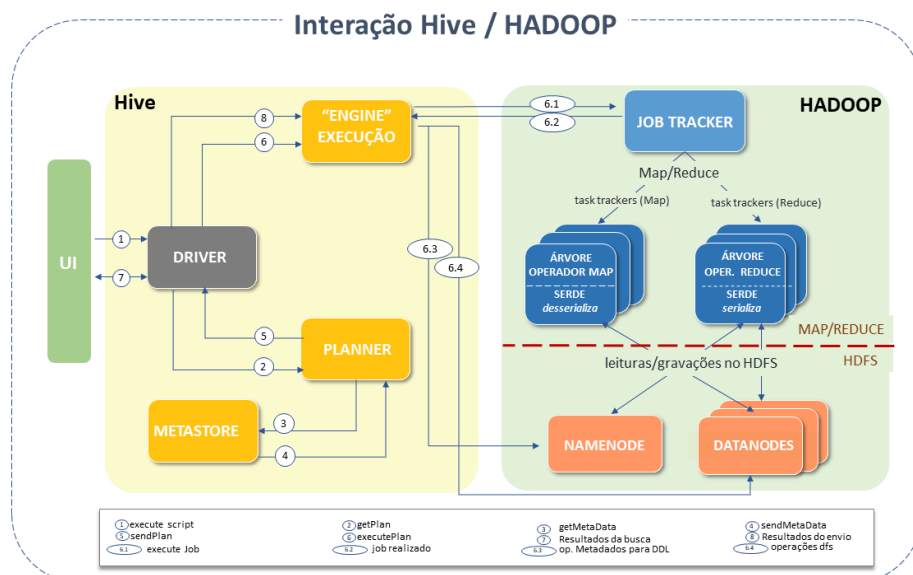 Interação Hive / HADOOP
Hive
HADOOP
"ENGINE"
EXECUÇÃO
6.1
6.2
JOB TRACKER
8
6
Map/Reduce
task trackers (Map)
task trackers (Reduce)
UI
1
7
DRIVER
6.3
6.4
ÁRVORE
OPERADOR MAP
SERDE
desserializa
ÁRVORE
OPER. REDUCE
SERDE
serializa
MAP/REDUCE
HDFS
5
2
PLANNER
leituras/gravações no HDFS
METASTORE
3
4
NAMENODE
DATANODES
1 execute script
2 getPlan
3 getMetaData
4 sendMetaData
5 sendPlan
6 executePlan
7 Resultados da busca
8 Resultados do envio
6.1 execute Job
6.2 job realizado
6.3 op. Metadados para DDL
6.4 operações dfs